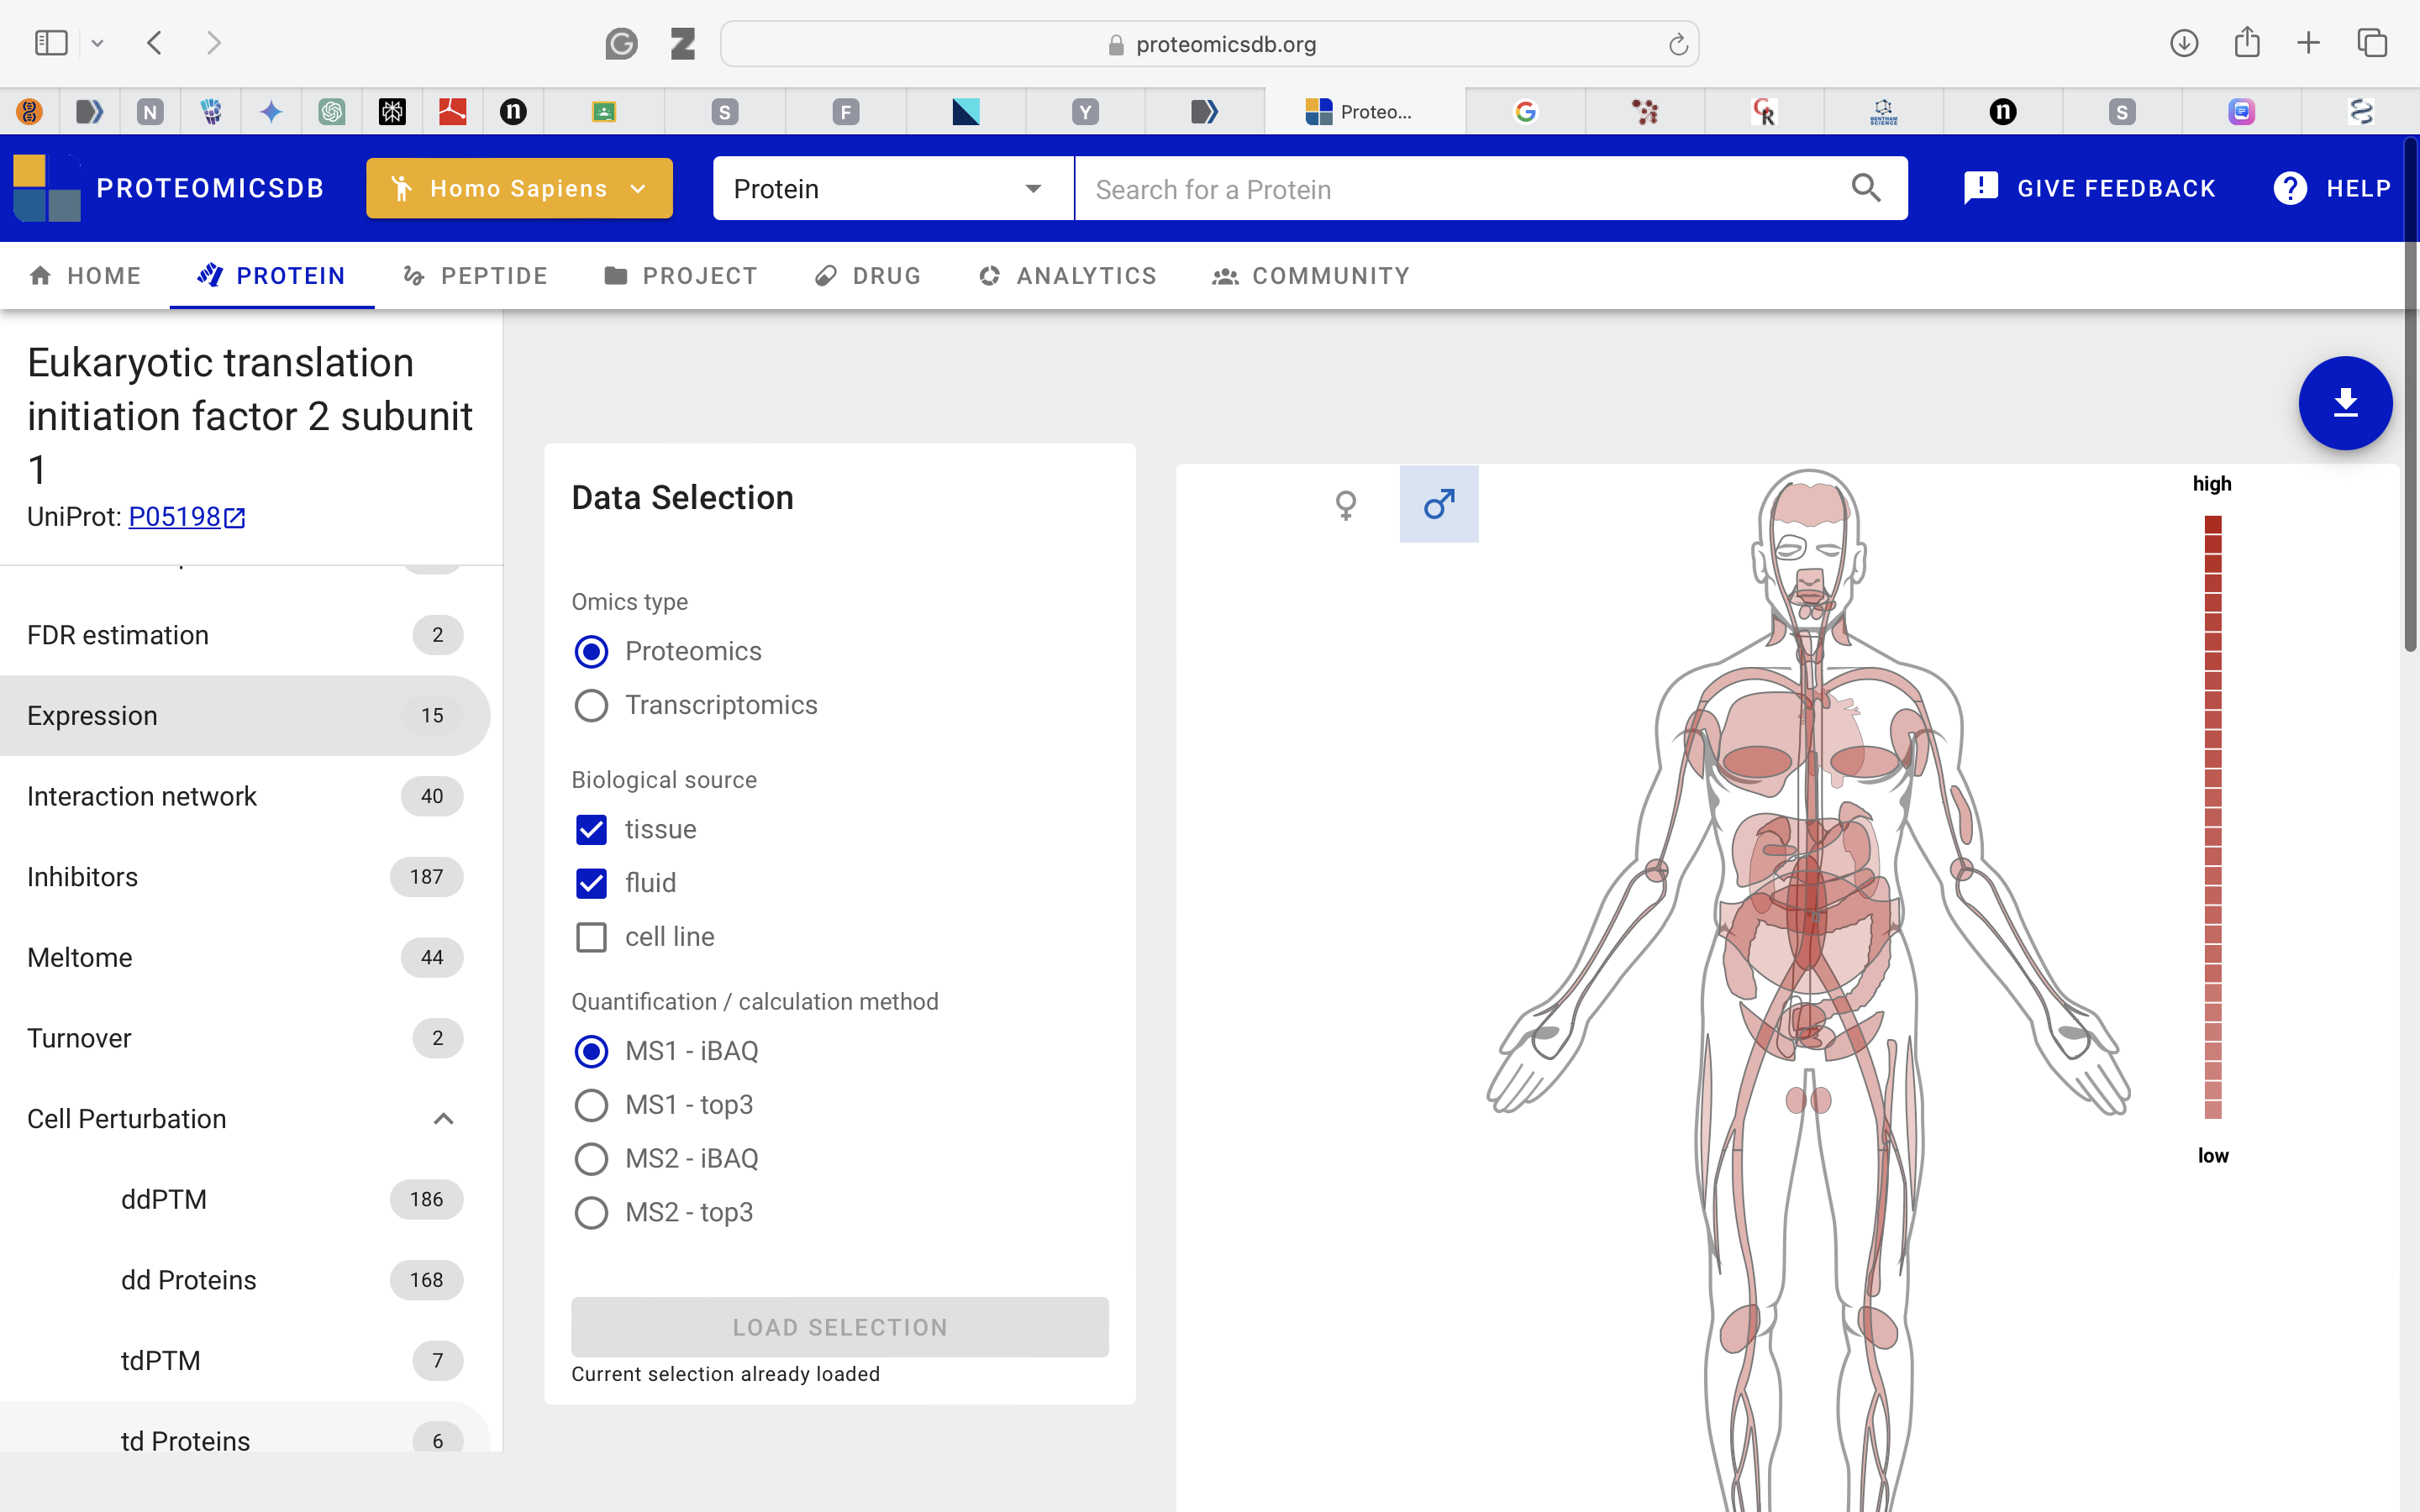 proteomicsdb.org
N
S
F
Y
Proteo...
n
S
PROTEOMICSDB
Homo Sapiens
Protein
Search for a Protein
GIVE FEEDBACK
HELP
HOME
PROTEIN
PEPTIDE
PROJECT
DRUG
ANALYTICS
COMMUNITY
Eukaryotic translation
initiation factor 2 subunit
1
UniProt: P05198
FDR estimation 2
Expression 15
Interaction network 40
Inhibitors 187
Meltome 44
Turnover 2
Cell Perturbation
ddPTM 186
dd Proteins 168
tdPTM 7
td Proteins 6
Data Selection
Omics type
Proteomics
Transcriptomics
Biological source
tissue
fluid
cell line
Quantification / calculation method
MS1 - iBAQ
MS1 - top3
MS2 - iBAQ
MS2 - top3
LOAD SELECTION
Current selection already loaded
high
low